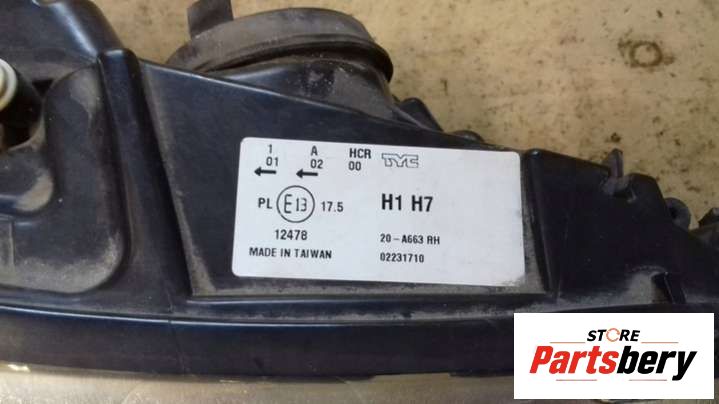 1 A HCR TYC
01 02 00
PL E13 17.5 H1 H7
12478 20-A663 RH
MADE IN TAIWAN 02231710
STORE
Partsbery